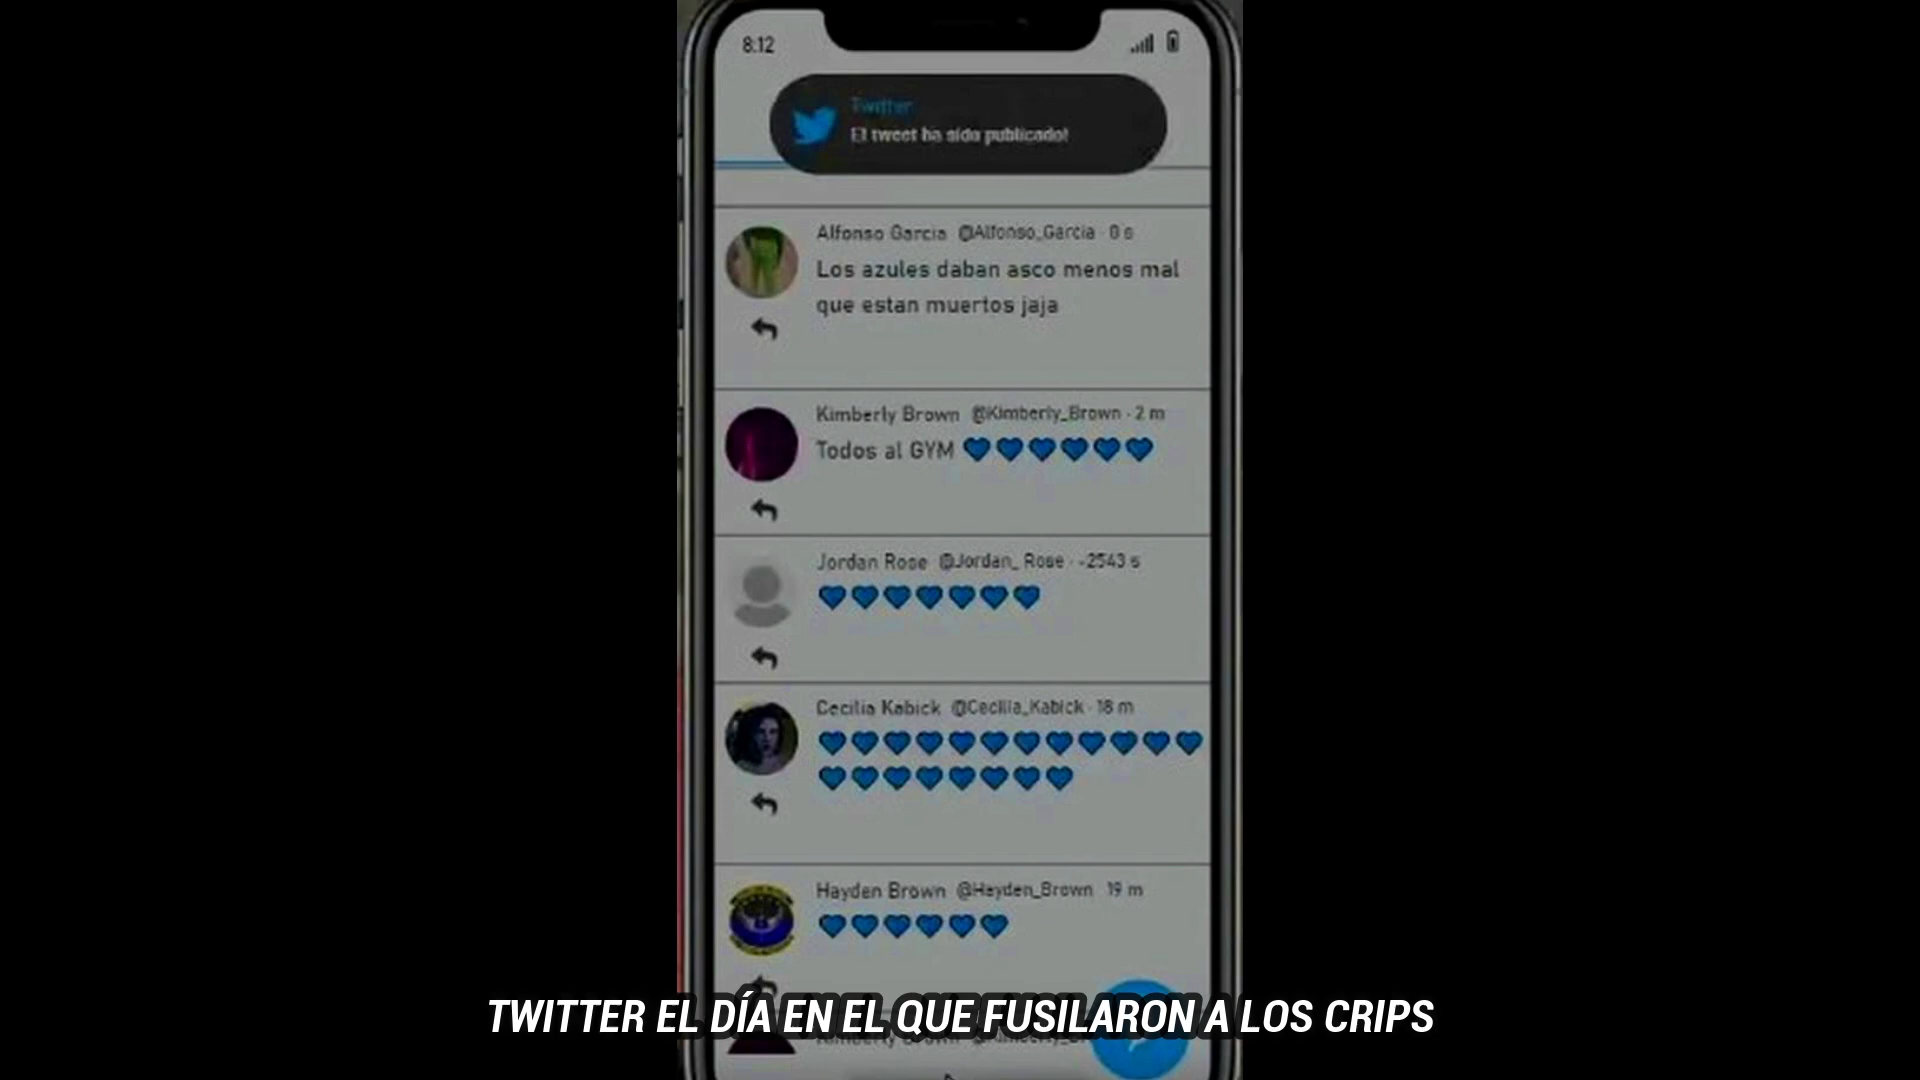 8:12
Twitter
El tweet ha sido publicado!
Alfonso Garcia @Alfonso_Garcia · 0 s
Los azules daban asco menos mal
que estan muertos jaja
Kimberly Brown @Kimberly_Brown · 2 m
Todos al GYM 💙💙💙💙💙💙
Jordan Rose @Jordan_ Rose · -2543 s
💙💙💙💙💙💙💙
Cecilia Kabick @Cecilia_Kabick · 18 m
💙💙💙💙💙💙💙💙💙💙💙💙
💙💙💙💙💙💙💙💙
Hayden Brown @Hayden_Brown 19 m
💙💙💙💙💙💙
TWITTER EL DÍA EN EL QUE FUSILARON A LOS CRIPS